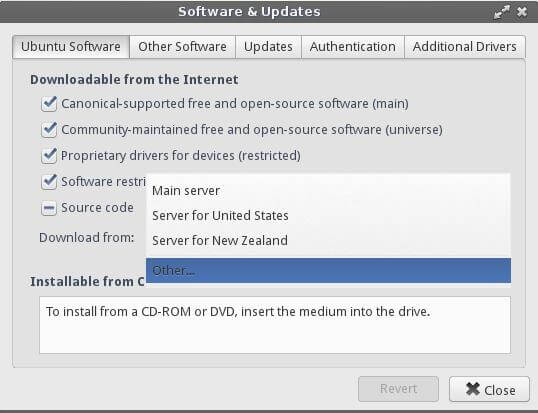 Software & Updates
Ubuntu Software Other Software Updates Authentication Additional Drivers
Downloadable from the Internet
Canonical-supported free and open-source software (main)
Community-maintained free and open-source software (universe)
Proprietary drivers for devices (restricted)
Software restri
Source code
Main server
Server for United States
Server for New Zealand
Download from:
Other...
Installable from C
To install from a CD-ROM or DVD, insert the medium into the drive.
Revert Close